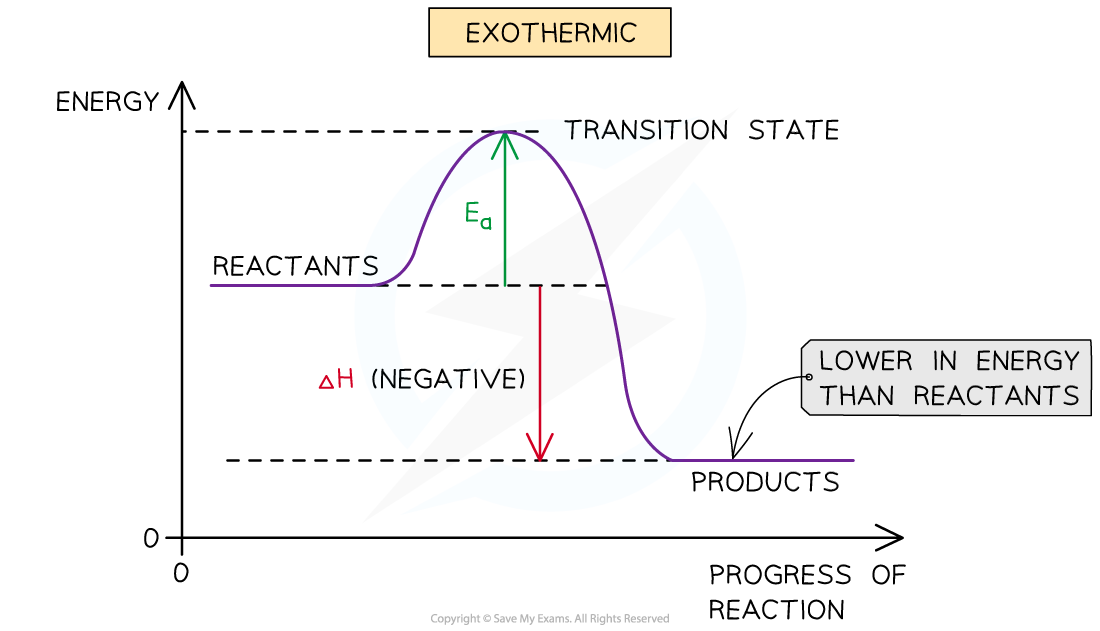 EXOTHERMIC
ENERGY
TRANSITION STATE
Ea
REACTANTS
ΔH (NEGATIVE)
LOWER IN ENERGY
THAN REACTANTS
PRODUCTS
0
0
PROGRESS OF
REACTION
Copyright © Save My Exams. All Rights Reserved